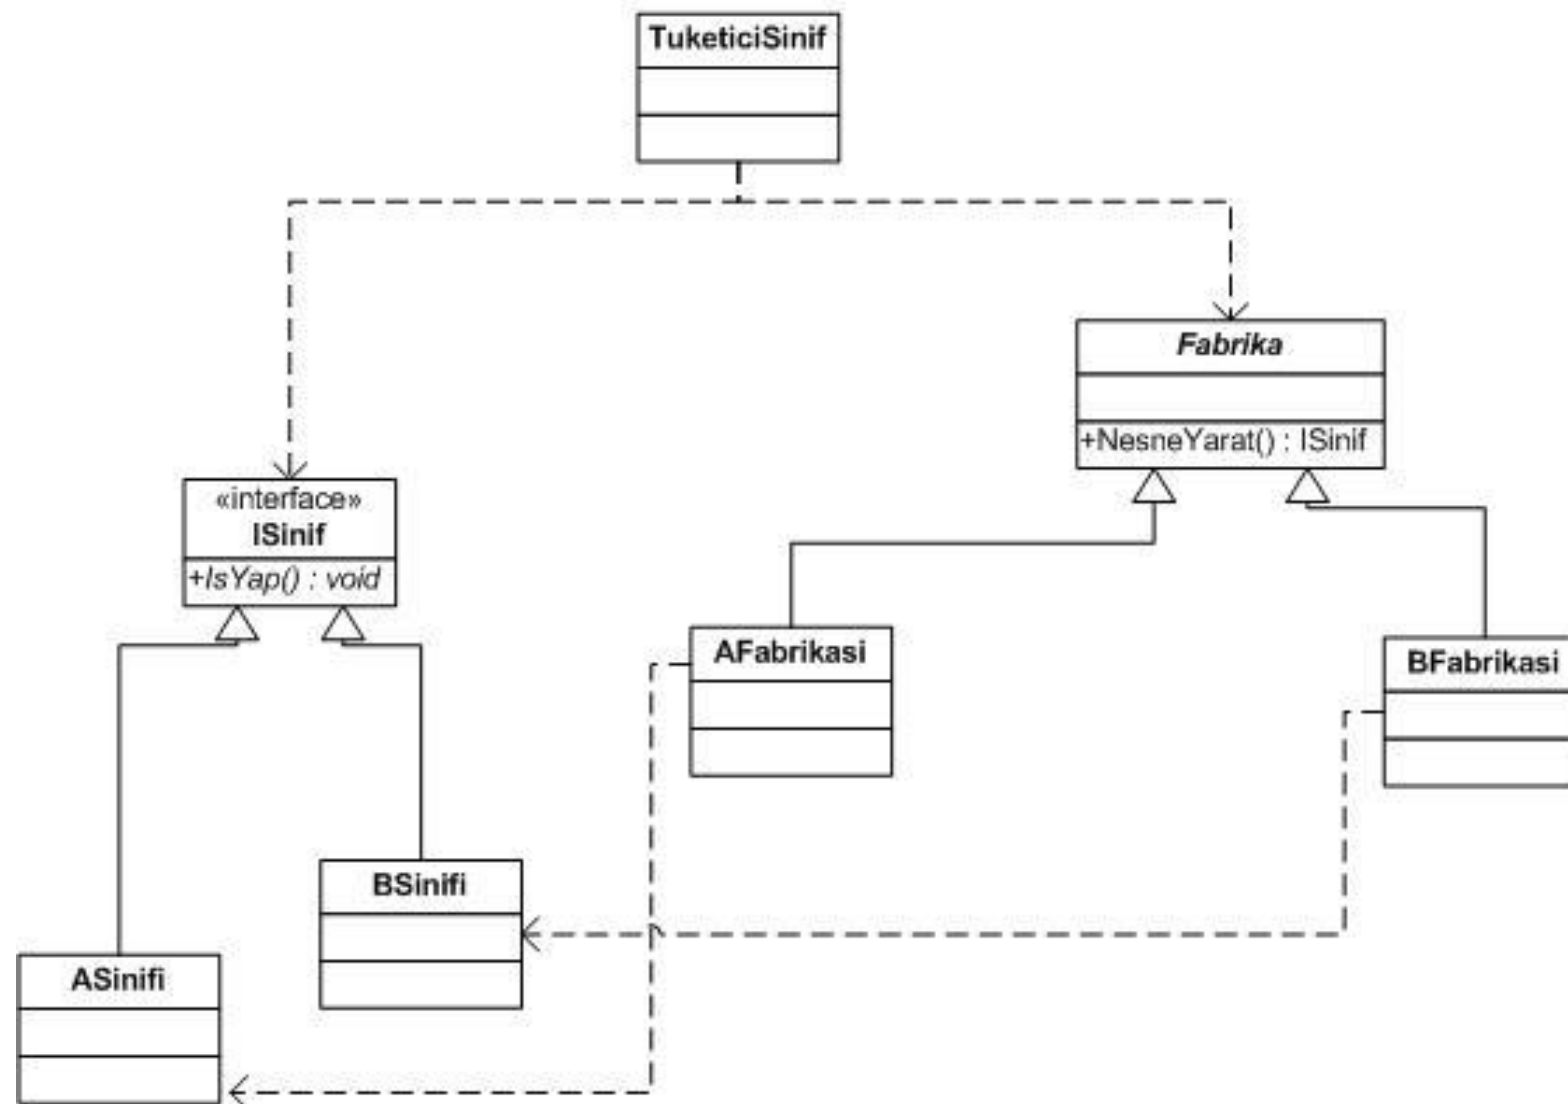 TuketiciSinif
Fabrika
+NesneYarat() : ISinif
«interface»
ISinif
+IsYap() : void
AFabrikasi
BFabrikasi
BSinifi
ASinifi